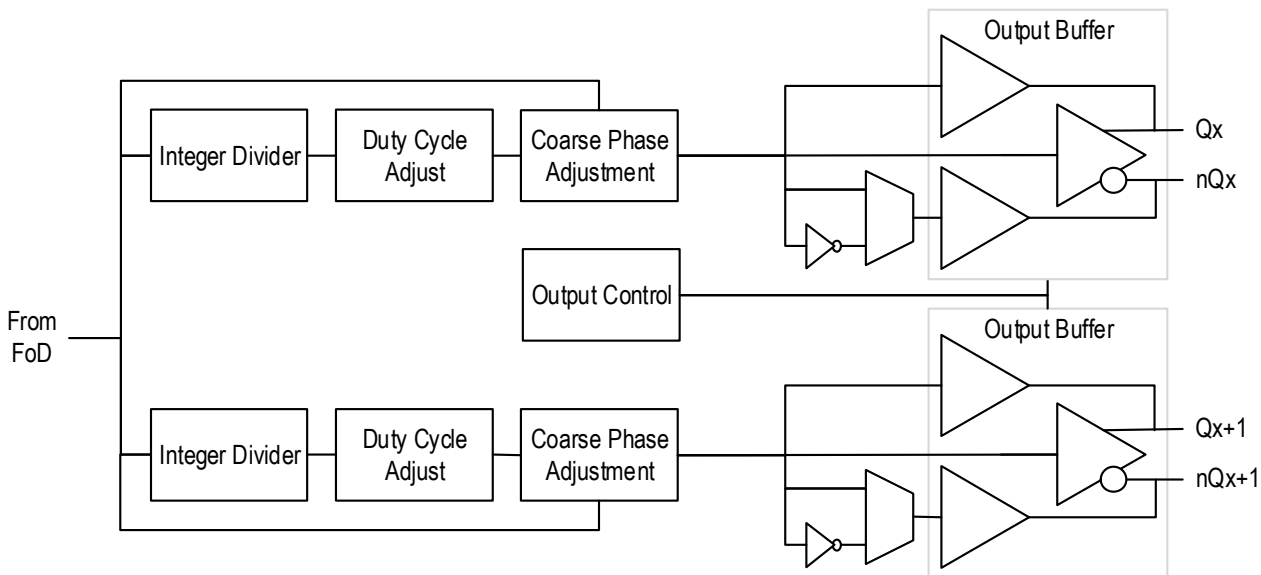 Output Buffer
Integer Divider
Duty Cycle
Adjust
Coarse Phase
Adjustment
Qx
nQx
Output Control
From
FoD
Output Buffer
Integer Divider
Duty Cycle
Adjust
Coarse Phase
Adjustment
Qx+1
nQx+1